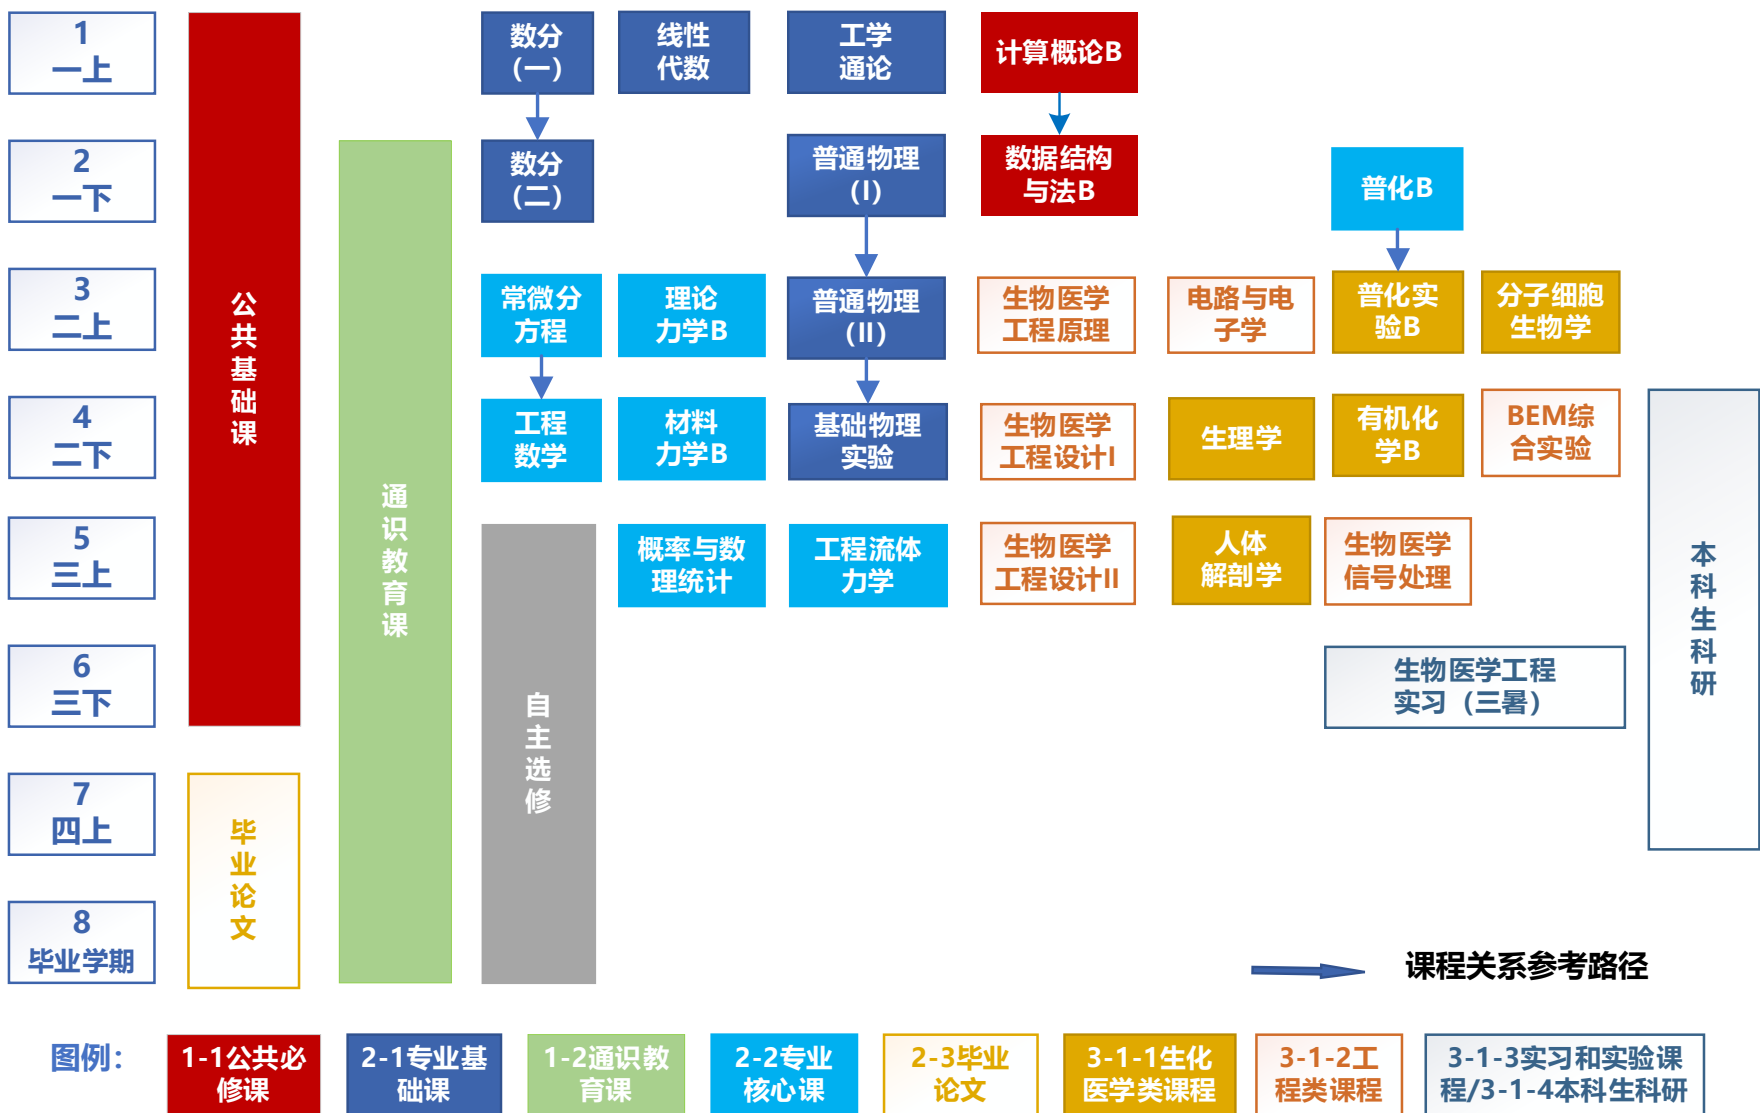 1
一上
数分
（一）
线性
代数
工学
通论
计算概论B
2
一下
数分
（二）
普通物理
(I)
数据结构
与法B
普化B
3
二上
常微分
方程
理论
力学B
普通物理
(II)
生物医学
工程原理
电路与电
子学
普化实
验B
分子细胞
生物学
公
共
基
础
课
4
二下
工程
数学
材料
力学B
基础物理
实验
生物医学
工程设计I
生理学
有机化
学B
BEM综
合实验
通
识
教
育
课
5
三上
概率与数
理统计
工程流体
力学
生物医学
工程设计II
人体
解剖学
生物医学
信号处理
本
科
生
科
研
6
三下
生物医学工程
实习（三暑）
自
主
选
修
7
四上
毕
业
论
文
8
毕业学期
课程关系参考路径
图例：
1-1公共必
修课
2-1专业基
础课
1-2通识教
育课
2-2专业
核心课
2-3毕业
论文
3-1-1生化
医学类课程
3-1-2工
程类课程
3-1-3实习和实验课
程/3-1-4本科生科研